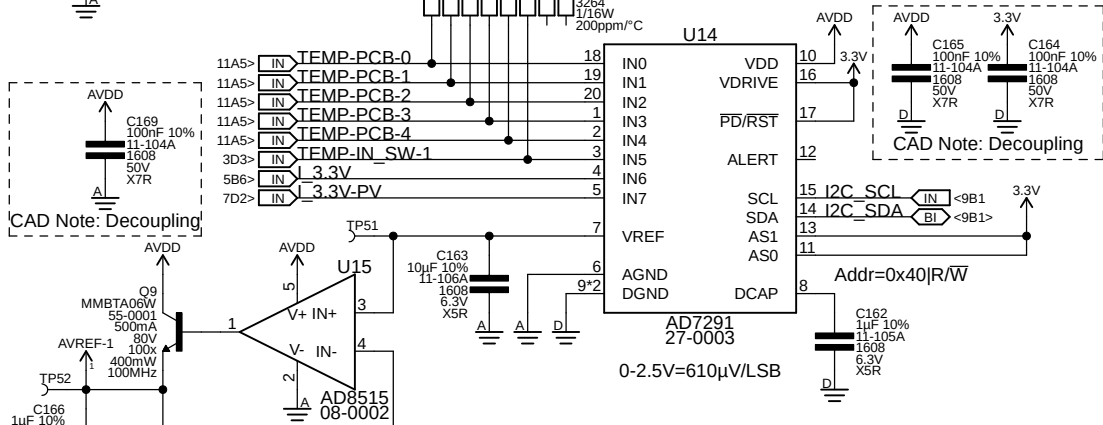 A
3264
1/16W
200ppm/°C
11A5> IN TEMP-PCB-0
11A5> IN TEMP-PCB-1
11A5> IN TEMP-PCB-2
11A5> IN TEMP-PCB-3
11A5> IN TEMP-PCB-4
3D3> IN TEMP-IN_SW-1
5B6> IN I_3.3V
7D2> IN I_3.3V-PV
U14
18 IN0
19 IN1
20 IN2
1 IN3
2 IN4
3 IN5
4 IN6
5 IN7
7 VREF
6 AGND
9*2 DGND
VDD 10
VDRIVE 16
PD/RST 17
ALERT 12
SCL 15 I2C_SCL IN <9B1
SDA 14 I2C_SDA BI <9B1>
AS1 13
AS0 11
DCAP 8
AD7291
27-0003
0-2.5V=610µV/LSB
AVDD
3.3V
3.3V
Addr=0x40|R/W
AVDD
C165
100nF 10%
11-104A
1608
50V
X7R
D
3.3V
C164
100nF 10%
11-104A
1608
50V
X7R
D
CAD Note: Decoupling
AVDD
C169
100nF 10%
11-104A
1608
50V
X7R
A
CAD Note: Decoupling
TP51
C163
10µF 10%
11-106A
1608
6.3V
X5R
A
A
D
C162
1µF 10%
11-105A
1608
6.3V
X5R
D
AVDD
Q9
MMBTA06W
55-0001
500mA
80V
100x
400mW
100MHz
AVDD
U15
5
V+ IN+
3
1
V- IN-
4
2
A
AD8515
08-0002
AVREF-1
1
TP52
C166
1µF 10%